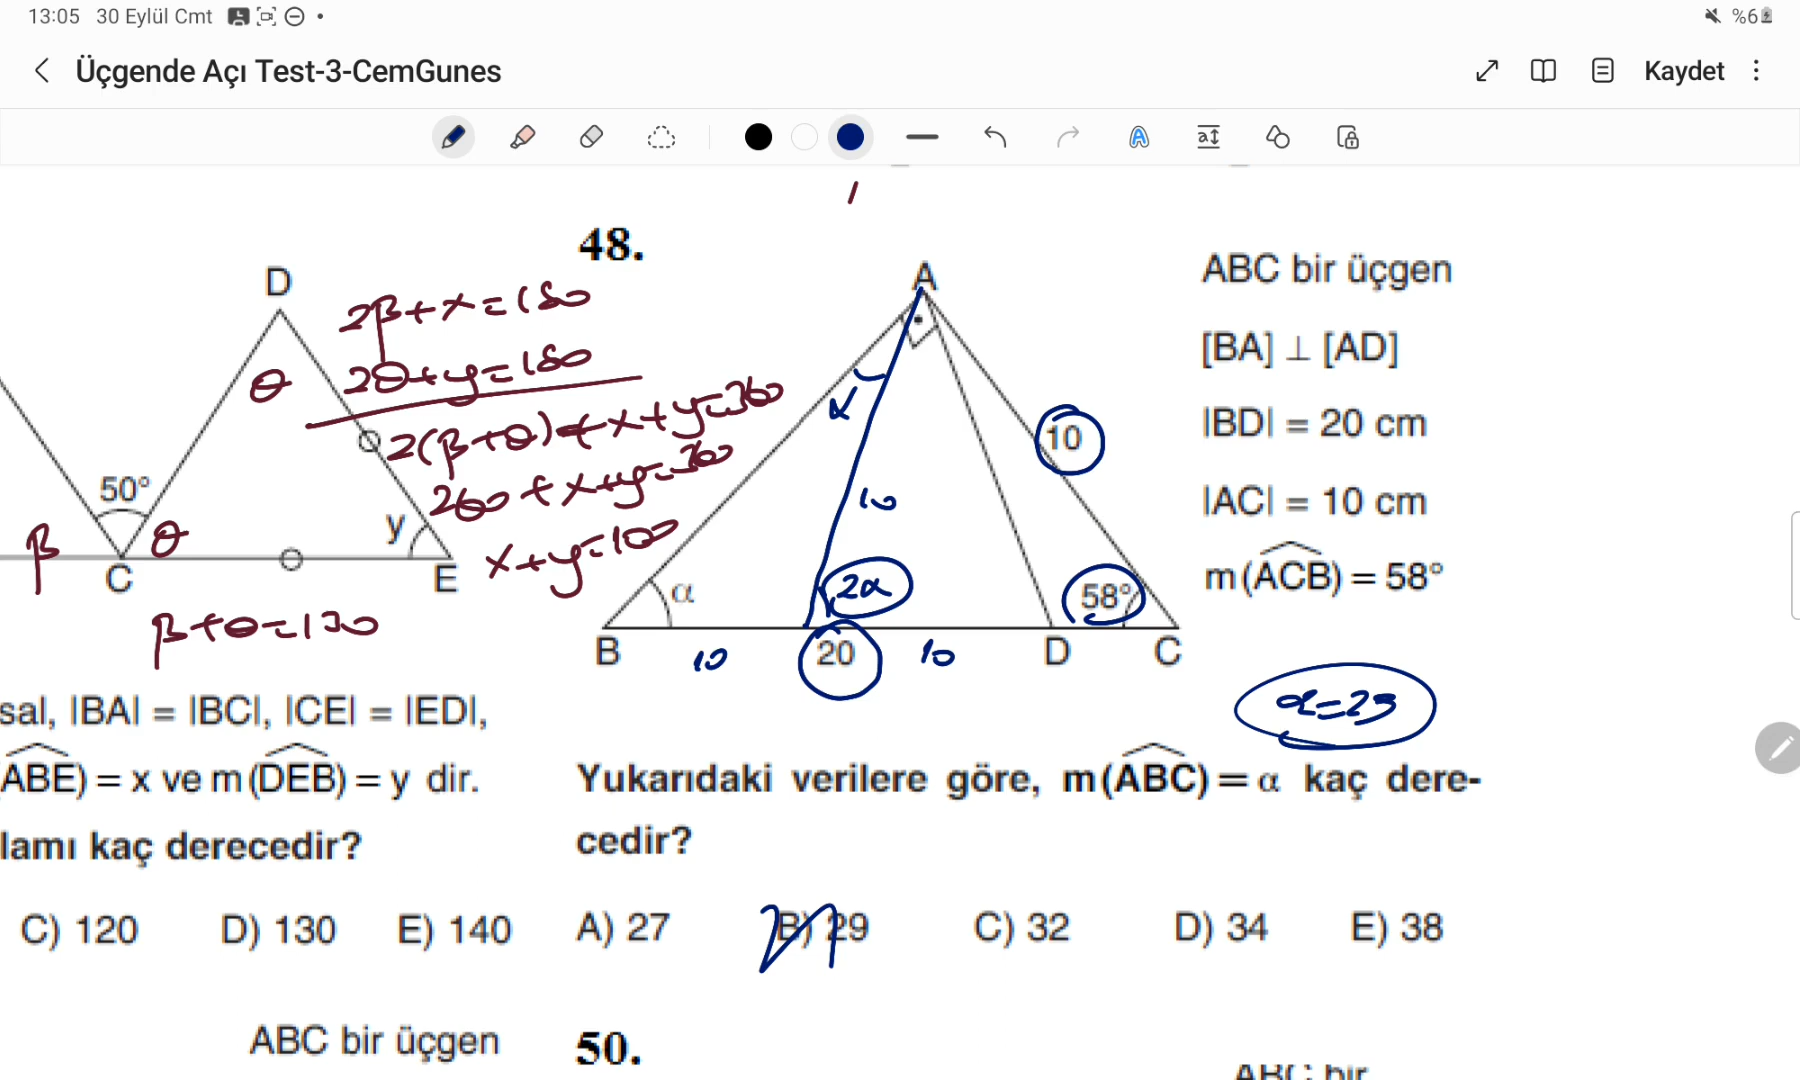 13:05 30 Eylül Cmt
%6
Üçgende Açı Test-3-CemGunes
Kaydet
D
2β+x=180
θ
2θ+y=180
2(β+θ)+x+y=360
50°
260+x+y=360
y
β
θ
x+y=100
C
E
β+θ=130
sal, |BA| = |BC|, |CE| = |ED|,
ABE) = x ve m(DEB) = y dir.
lamı kaç derecedir?
C) 120 D) 130 E) 140
ABC bir üçgen
48.
A
α
10
10
α
2α
58°
B
10
20
10
D
C
ABC bir üçgen
[BA] ⊥ [AD]
|BD| = 20 cm
|AC| = 10 cm
m(ACB) = 58°
α=29
Yukarıdaki verilere göre, m(ABC) = α kaç dere-
cedir?
A) 27 B) 29 C) 32 D) 34 E) 38
50.
ABC bir